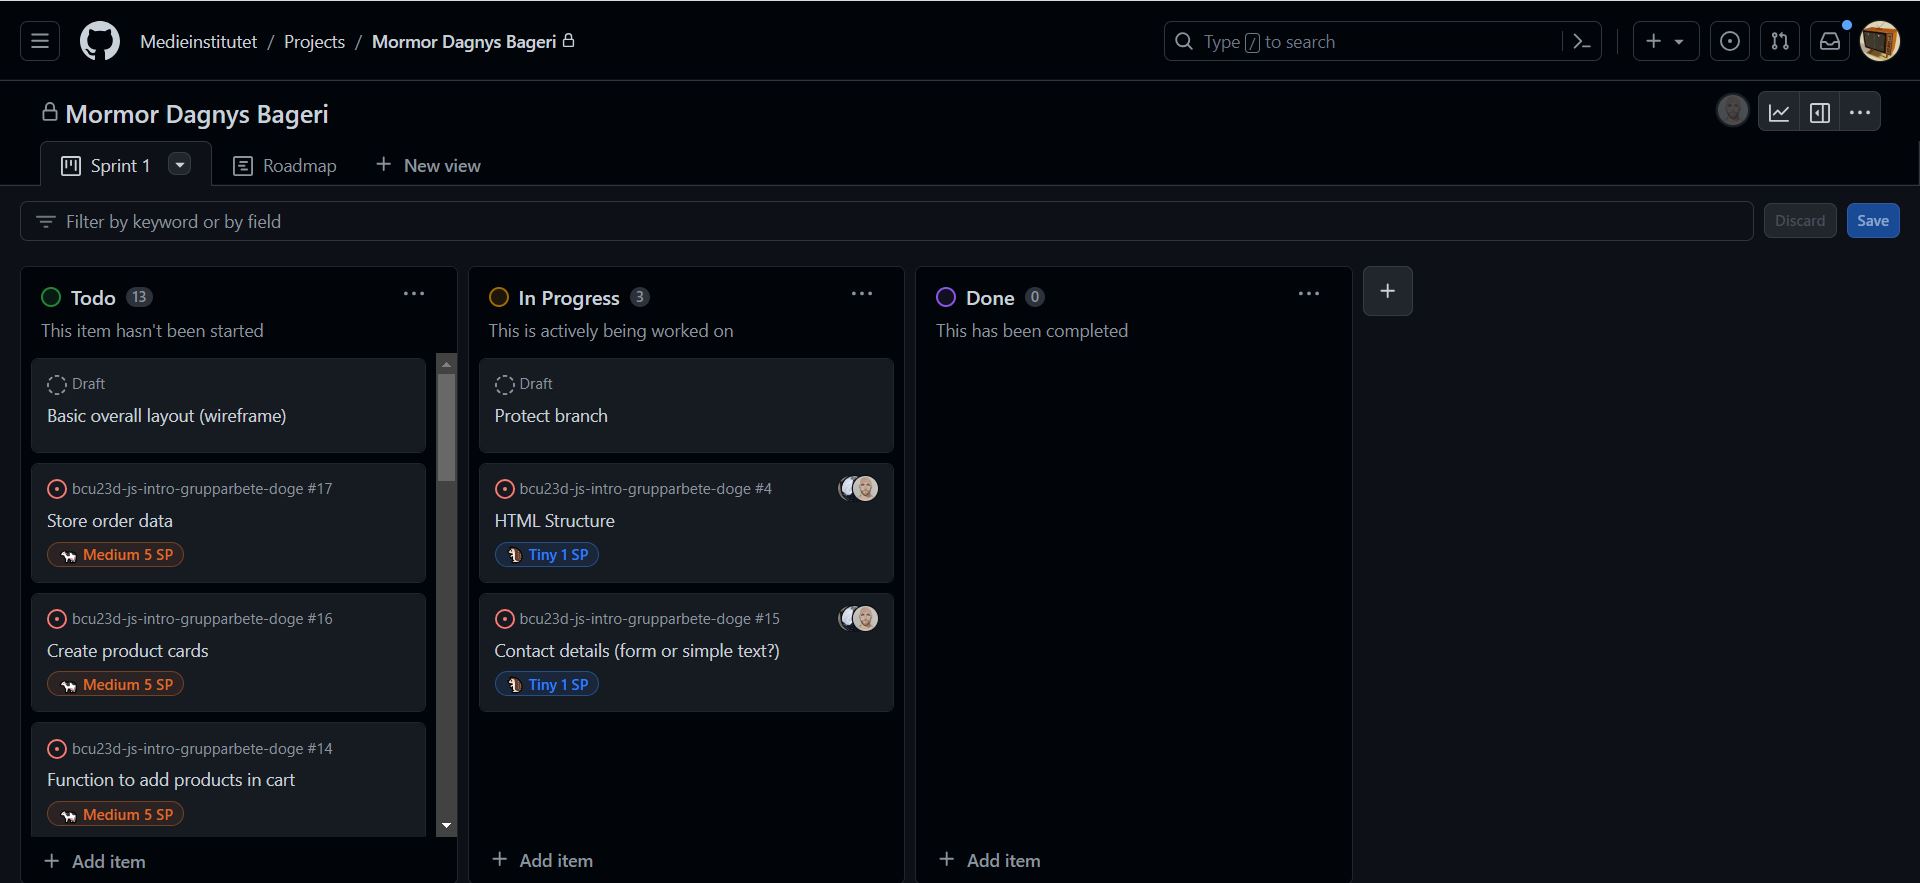 Medieinstitutet / Projects / Mormor Dagnys Bageri
Type / to search
Mormor Dagnys Bageri
Sprint 1
Roadmap
New view
Filter by keyword or by field
Discard
Save
Todo 13
This item hasn't been started
Draft
Basic overall layout (wireframe)
bcu23d-js-intro-grupparbete-doge #17
Store order data
Medium 5 SP
bcu23d-js-intro-grupparbete-doge #16
Create product cards
Medium 5 SP
bcu23d-js-intro-grupparbete-doge #14
Function to add products in cart
Medium 5 SP
+ Add item
In Progress 3
This is actively being worked on
Draft
Protect branch
bcu23d-js-intro-grupparbete-doge #4
HTML Structure
Tiny 1 SP
bcu23d-js-intro-grupparbete-doge #15
Contact details (form or simple text?)
Tiny 1 SP
+ Add item
Done 0
This has been completed
+ Add item